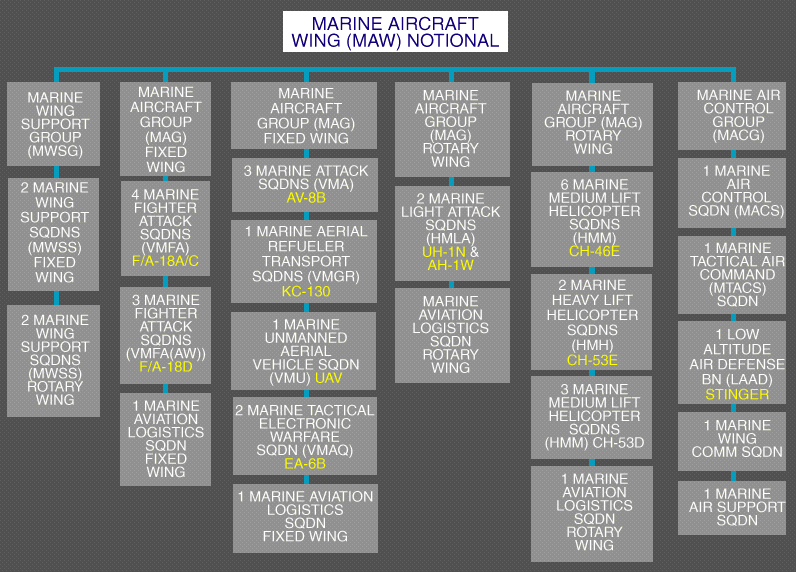 MARINE AIRCRAFT
WING (MAW) NOTIONAL
MARINE
WING
SUPPORT
GROUP
(MWSG)
2 MARINE
WING
SUPPORT
SQDNS
(MWSS)
FIXED
WING
2 MARINE
WING
SUPPORT
SQDNS
(MWSS)
ROTARY
WING
MARINE
AIRCRAFT
GROUP
(MAG)
FIXED
WING
4 MARINE
FIGHTER
ATTACK
SQDNS
(VMFA)
F/A-18A/C
3 MARINE
FIGHTER
ATTACK
SQDNS
(VMFA(AW))
F/A-18D
1 MARINE
AVIATION
LOGISTICS
SQDN
FIXED
WING
MARINE
AIRCRAFT
GROUP (MAG)
FIXED WING
3 MARINE ATTACK
SQDNS (VMA)
AV-8B
1 MARINE AERIAL
REFUELER
TRANSPORT
SQDNS (VMGR)
KC-130
1 MARINE
UNMANNED
AERIAL
VEHICLE SQDN
(VMU) UAV
2 MARINE TACTICAL
ELECTRONIC
WARFARE
SQDN (VMAQ)
EA-6B
1 MARINE AVIATION
LOGISTICS
SQDN
FIXED WING
MARINE
AIRCRAFT
GROUP
(MAG)
ROTARY
WING
2 MARINE
LIGHT ATTACK
SQDNS
(HMLA)
UH-1N &
AH-1W
MARINE
AVIATION
LOGISTICS
SQDN
ROTARY
WING
MARINE
AIRCRAFT
GROUP (MAG)
ROTARY
WING
6 MARINE
MEDIUM LIFT
HELICOPTER
SQDNS
(HMM)
CH-46E
2 MARINE
HEAVY LIFT
HELICOPTER
SQDNS
(HMH)
CH-53E
3 MARINE
MEDIUM LIFT
HELICOPTER
SQDNS
(HMM) CH-53D
1 MARINE
AVIATION
LOGISTICS
SQDN
ROTARY
WING
MARINE AIR
CONTROL
GROUP
(MACG)
1 MARINE
AIR
CONTROL
SQDN (MACS)
1 MARINE
TACTICAL AIR
COMMAND
(MTACS)
SQDN
1 LOW
ALTITUDE
AIR DEFENSE
BN (LAAD)
STINGER
1 MARINE
WING
COMM SQDN
1 MARINE
AIR SUPPORT
SQDN